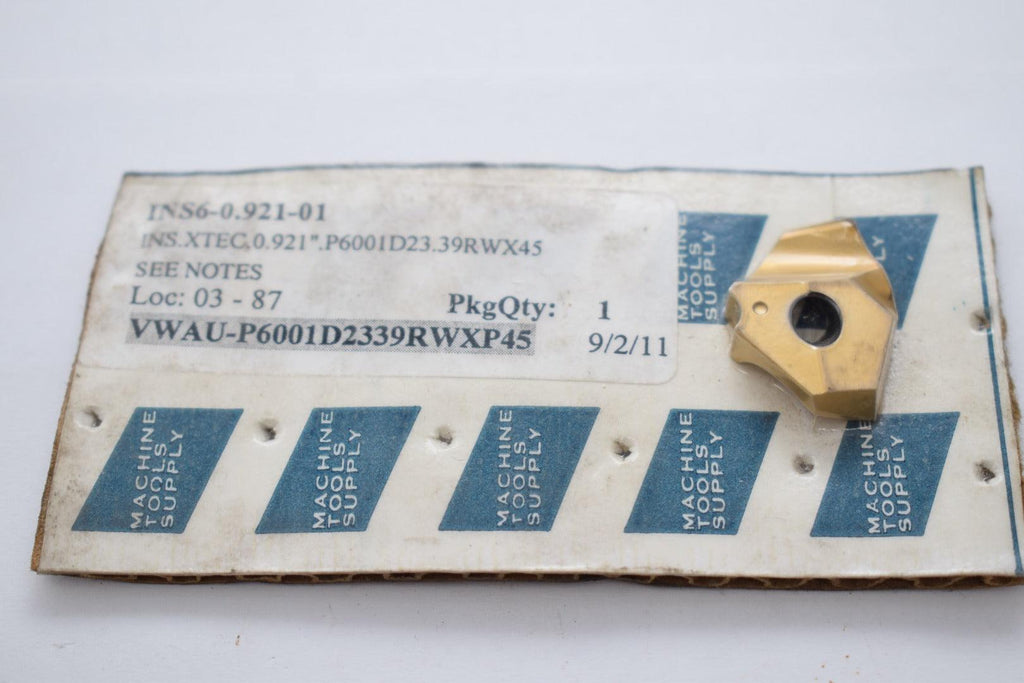 INS6-0.921-01
INS.XTEC,0.921".P6001D23.39RWX45
SEE NOTES
Loc: 03 - 87 PkgQty: 1
VWAU-P6001D2339RWXP45 9/2/11
MACHINE
TOOLS
SUPPLY
LY
MACHINE
TOOLS
SUPPLY
MACHINE
TOOLS
SUPPLY
MACHINE
TOOLS
SUPPLY
MACHINE
TOOLS
SUPPLY
MACHINE
TOOLS
SUPPLY